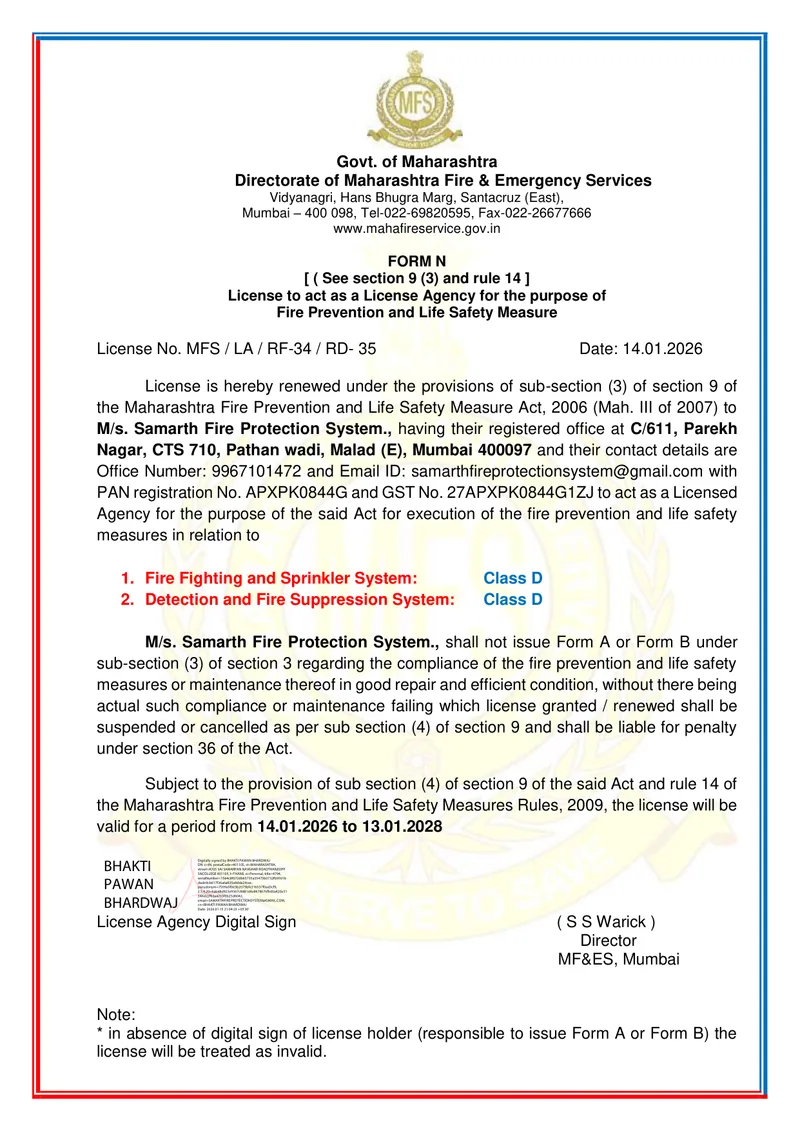 MFS
Govt. of Maharashtra
Directorate of Maharashtra Fire & Emergency Services
Vidyanagri, Hans Bhugra Marg, Santacruz (East),
Mumbai – 400 098, Tel-022-69820595, Fax-022-26677666
www.mahafireservice.gov.in
FORM N
[ ( See section 9 (3) and rule 14 ]
License to act as a License Agency for the purpose of
Fire Prevention and Life Safety Measure
License No. MFS / LA / RF-34 / RD- 35 Date: 14.01.2026
License is hereby renewed under the provisions of sub-section (3) of section 9 of
the Maharashtra Fire Prevention and Life Safety Measure Act, 2006 (Mah. III of 2007) to
M/s. Samarth Fire Protection System., having their registered office at C/611, Parekh
Nagar, CTS 710, Pathan wadi, Malad (E), Mumbai 400097 and their contact details are
Office Number: 9967101472 and Email ID: samarthfireprotectionsystem@gmail.com with
PAN registration No. APXPK0844G and GST No. 27APXPK0844G1ZJ to act as a Licensed
Agency for the purpose of the said Act for execution of the fire prevention and life safety
measures in relation to
1. Fire Fighting and Sprinkler System: Class D
2. Detection and Fire Suppression System: Class D
M/s. Samarth Fire Protection System., shall not issue Form A or Form B under
sub-section (3) of section 3 regarding the compliance of the fire prevention and life safety
measures or maintenance thereof in good repair and efficient condition, without there being
actual such compliance or maintenance failing which license granted / renewed shall be
suspended or cancelled as per sub section (4) of section 9 and shall be liable for penalty
under section 36 of the Act.
Subject to the provision of sub section (4) of section 9 of the said Act and rule 14 of
the Maharashtra Fire Prevention and Life Safety Measures Rules, 2009, the license will be
valid for a period from 14.01.2026 to 13.01.2028
BHAKTI
PAWAN
BHARDWAJ
Digitally signed by BHAKTI PAWAN BHARDWAJ
License Agency Digital Sign ( S S Warick )
Director
MF&ES, Mumbai
Note:
* in absence of digital sign of license holder (responsible to issue Form A or Form B) the
license will be treated as invalid.